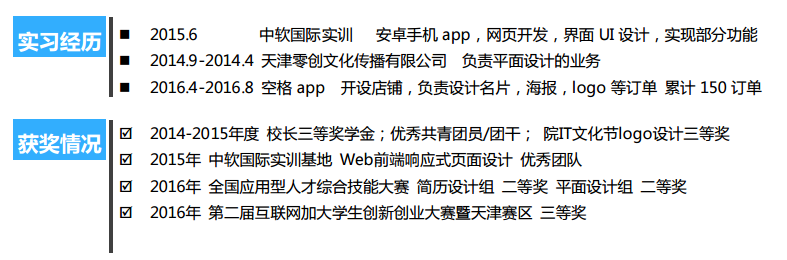 实习经历
2015.6 中软国际实训 安卓手机 app，网页开发，界面 UI 设计，实现部分功能
2014.9-2014.4 天津零创文化传播有限公司 负责平面设计的业务
2016.4-2016.8 空格 app 开设店铺，负责设计名片，海报，logo 等订单 累计 150 订单
获奖情况
2014-2015年度 校长三等奖学金；优秀共青团员/团干； 院IT文化节logo设计三等奖
2015年 中软国际实训基地 Web前端响应式页面设计 优秀团队
2016年 全国应用型人才综合技能大赛 简历设计组 二等奖 平面设计组 二等奖
2016年 第二届互联网加大学生创新创业大赛暨天津赛区 三等奖